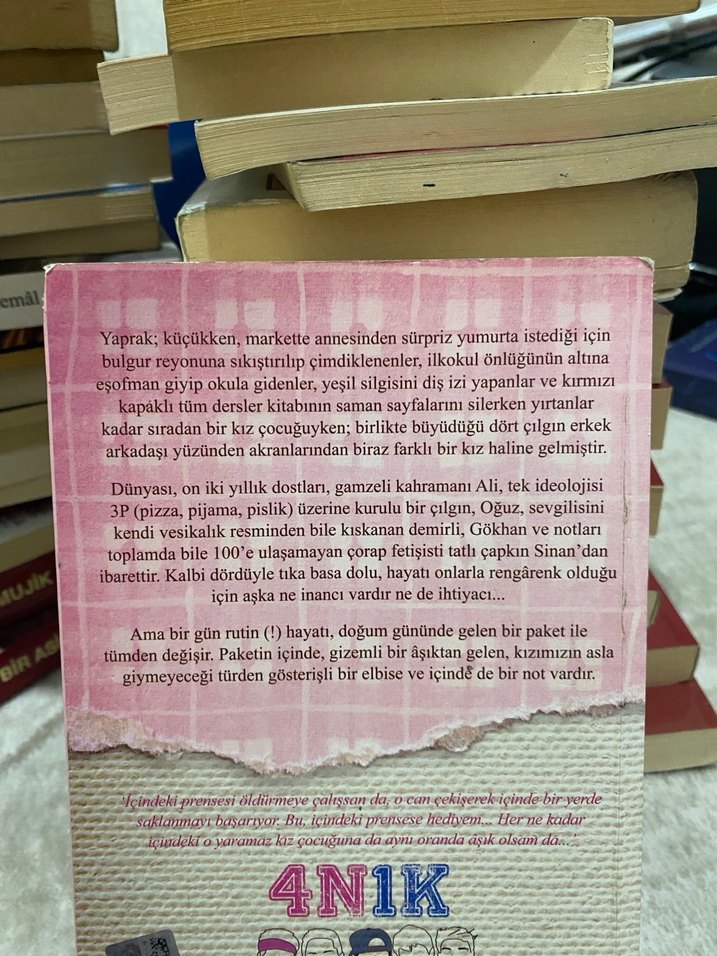 emâl
MUJİK
BİR AŞ
Yaprak; küçükken, markette annesinden sürpriz yumurta istediği için
bulgur reyonuna sıkıştırılıp çimdiklenenler, ilkokul önlüğünün altına
eşofman giyip okula gidenler, yeşil silgisini diş izi yapanlar ve kırmızı
kapaklı tüm dersler kitabının saman sayfalarını silerken yırtanlar
kadar sıradan bir kız çocuğuyken; birlikte büyüdüğü dört çılgın erkek
arkadaşı yüzünden akranlarından biraz farklı bir kız haline gelmiştir.
Dünyası, on iki yıllık dostları, gamzeli kahramanı Ali, tek ideolojisi
3P (pizza, pijama, pislik) üzerine kurulu bir çılgın, Oğuz, sevgilisini
kendi vesikalık resminden bile kıskanan demirli, Gökhan ve notları
toplamda bile 100’e ulaşamayan çorap fetişisti tatlı çapkın Sinan’dan
ibarettir. Kalbi dördüyle tıka basa dolu, hayatı onlarla rengârenk olduğu
için aşka ne inancı vardır ne de ihtiyacı...
Ama bir gün rutin (!) hayatı, doğum gününde gelen bir paket ile
tümden değişir. Paketin içinde, gizemli bir âşıktan gelen, kızımızın asla
giymeyeceği türden gösterişli bir elbise ve içinde de bir not vardır.
‘İçindeki prensesi öldürmeye çalışsan da, o can çekişerek içinde bir yerde
saklanmayı başarıyor. Bu, içindeki prensese hediyem... Her ne kadar
içindeki o yaramaz kız çocuğuna da aynı oranda âşık olsam da...’
4N1K